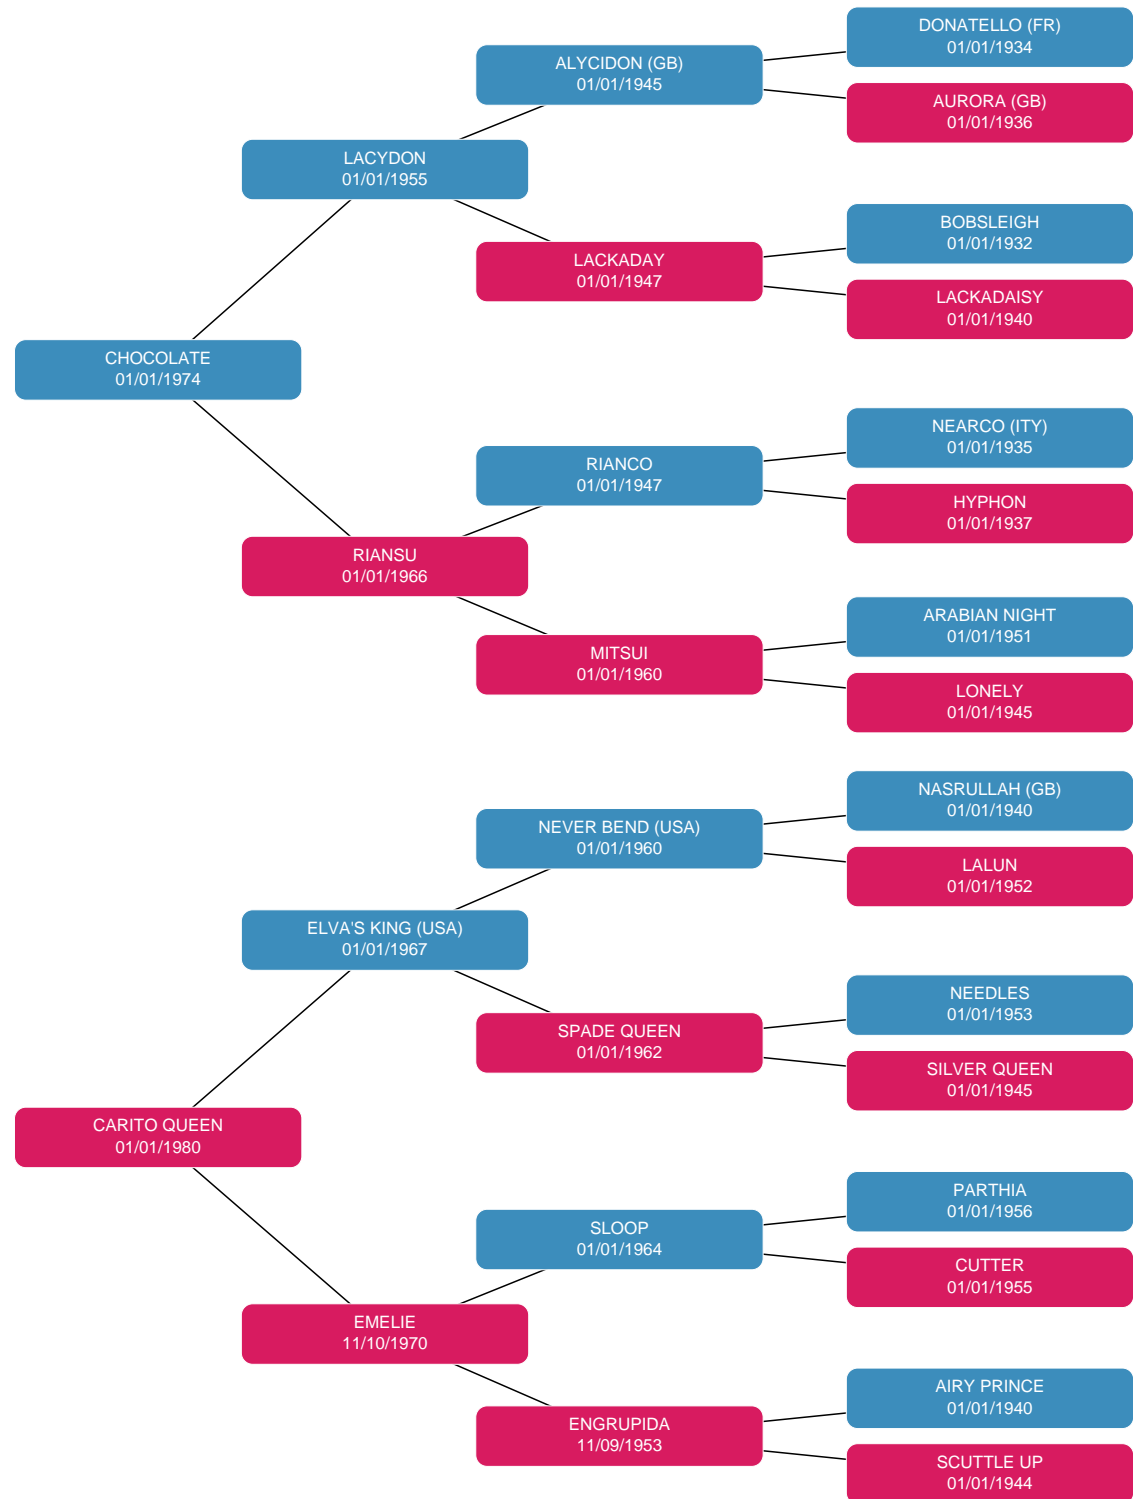 DONATELLO (FR)
01/01/1934
ALYCIDON (GB)
01/01/1945
AURORA (GB)
01/01/1936
LACYDON
01/01/1955
BOBSLEIGH
01/01/1932
LACKADAY
01/01/1947
LACKADAISY
01/01/1940
CHOCOLATE
01/01/1974
NEARCO (ITY)
01/01/1935
RIANCO
01/01/1947
HYPHON
01/01/1937
RIANSU
01/01/1966
ARABIAN NIGHT
01/01/1951
MITSUI
01/01/1960
LONELY
01/01/1945
NASRULLAH (GB)
01/01/1940
NEVER BEND (USA)
01/01/1960
LALUN
01/01/1952
ELVA'S KING (USA)
01/01/1967
NEEDLES
01/01/1953
SPADE QUEEN
01/01/1962
SILVER QUEEN
01/01/1945
CARITO QUEEN
01/01/1980
PARTHIA
01/01/1956
SLOOP
01/01/1964
CUTTER
01/01/1955
EMELIE
11/10/1970
AIRY PRINCE
01/01/1940
ENGRUPIDA
11/09/1953
SCUTTLE UP
01/01/1944